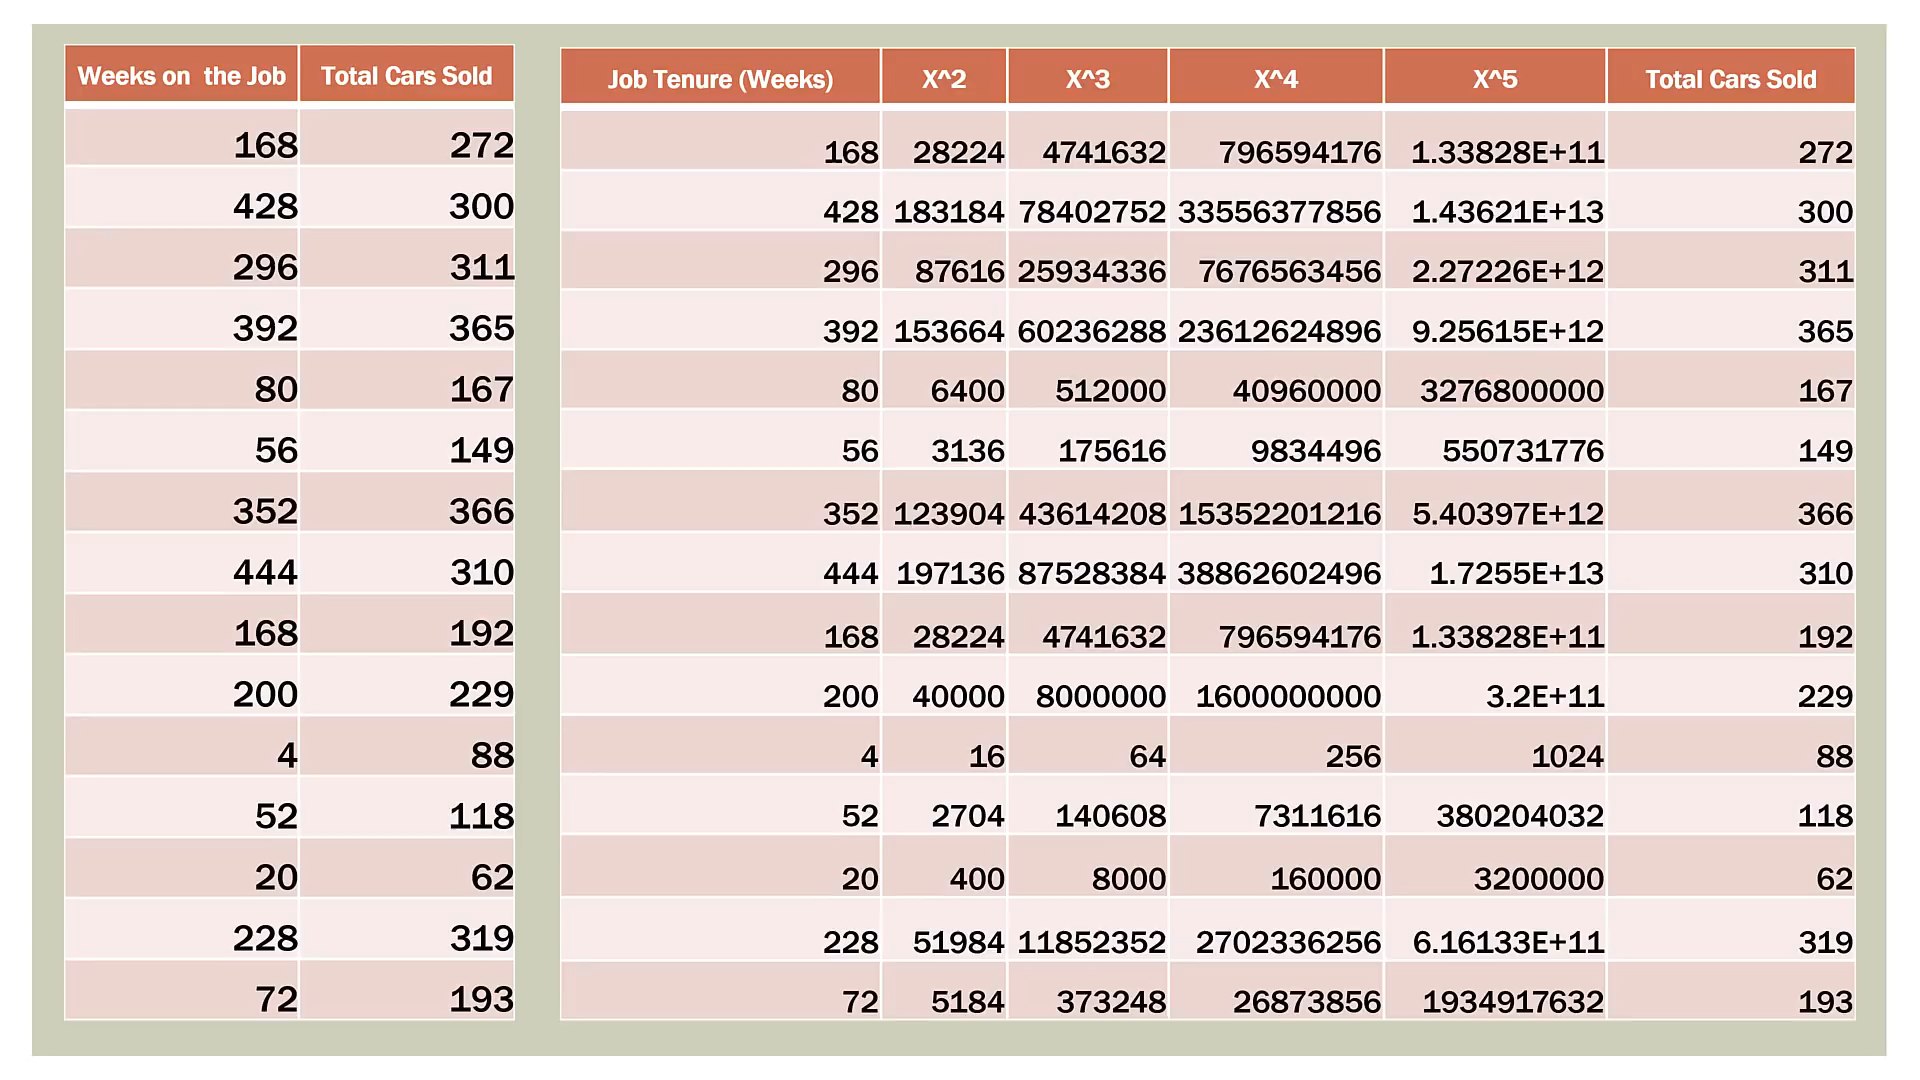 Weeks on the Job Total Cars Sold
168 272
428 300
296 311
392 365
80 167
56 149
352 366
444 310
168 192
200 229
4 88
52 118
20 62
228 319
72 193
Job Tenure (Weeks) X^2 X^3 X^4 X^5 Total Cars Sold
168 28224 4741632 796594176 1.33828E+11 272
428 183184 78402752 33556377856 1.43621E+13 300
296 87616 25934336 7676563456 2.27226E+12 311
392 153664 60236288 23612624896 9.25615E+12 365
80 6400 512000 40960000 3276800000 167
56 3136 175616 9834496 550731776 149
352 123904 43614208 15352201216 5.40397E+12 366
444 197136 87528384 38862602496 1.7255E+13 310
168 28224 4741632 796594176 1.33828E+11 192
200 40000 8000000 1600000000 3.2E+11 229
4 16 64 256 1024 88
52 2704 140608 7311616 380204032 118
20 400 8000 160000 3200000 62
228 51984 11852352 2702336256 6.16133E+11 319
72 5184 373248 26873856 1934917632 193